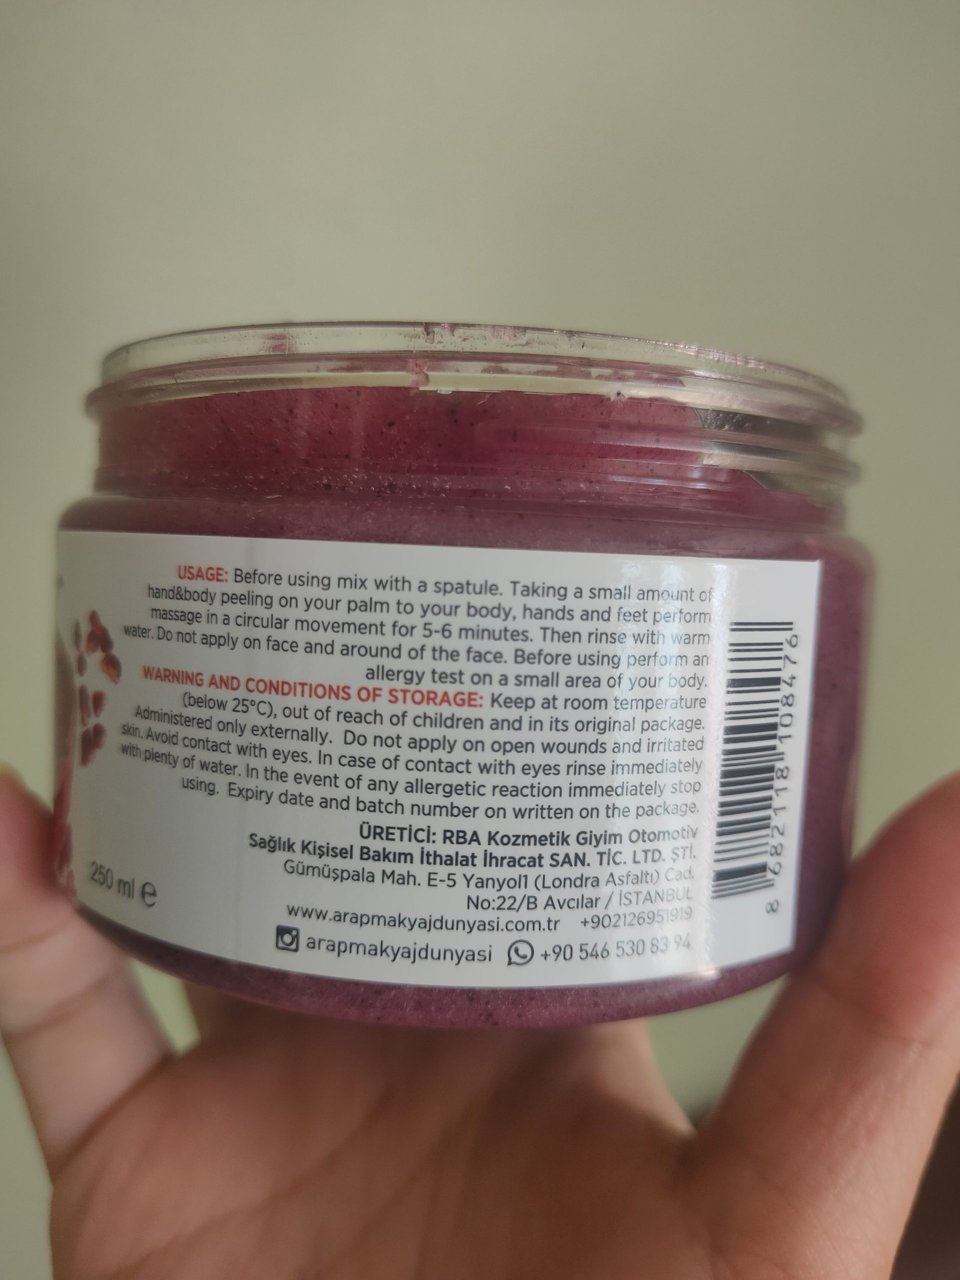 USAGE: Before using mix with a spatule. Taking a small amount of
hand&body peeling on your palm to your body, hands and feet perform
massage in a circular movement for 5-6 minutes. Then rinse with warm
water. Do not apply on face and around of the face. Before using perform an
allergy test on a small area of your body.
WARNING AND CONDITIONS OF STORAGE: Keep at room temperature
(below 25°C), out of reach of children and in its original package.
Administered only externally. Do not apply on open wounds and irritated
skin. Avoid contact with eyes. In case of contact with eyes rinse immediately
with plenty of water. In the event of any allergetic reaction immediately stop
using. Expiry date and batch number on written on the package.
ÜRETİCİ: RBA Kozmetik Giyim Otomotiv
Sağlık Kişisel Bakım İthalat İhracat SAN. TİC. LTD. ŞTİ.
Gümüşpala Mah. E-5 Yanyol1 (Londra Asfaltı) Cad.
No:22/B Avcılar / İSTANBUL
www.arapmakyajdunyasi.com.tr +902126951919
arapmakyajdunyasi +90 546 530 83 94
250 ml e
8 682118 108476